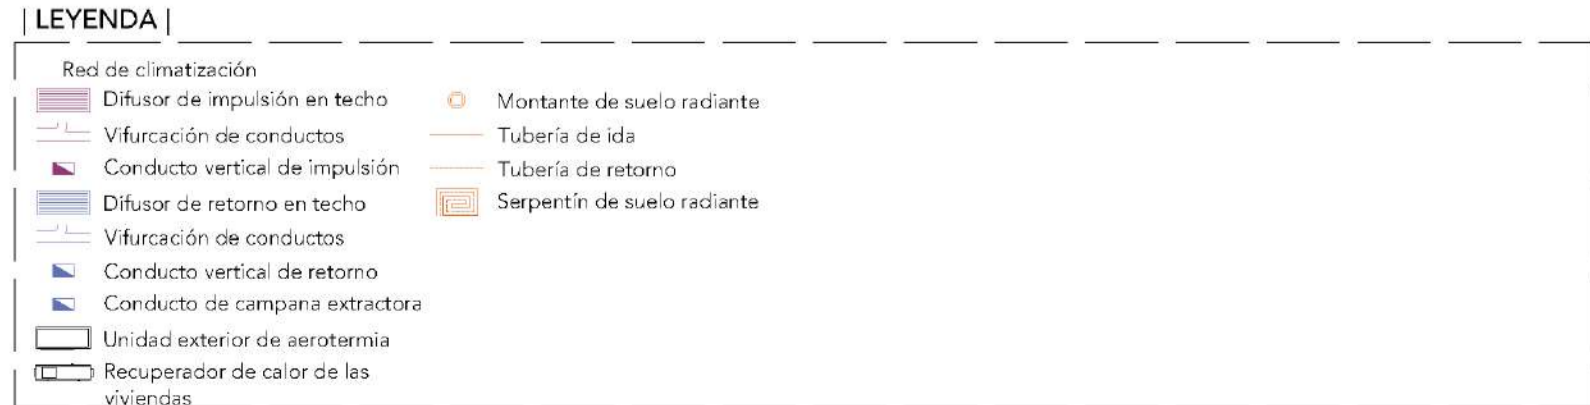 | LEYENDA |
Red de climatización
Difusor de impulsión en techo
Vifurcación de conductos
Conducto vertical de impulsión
Difusor de retorno en techo
Vifurcación de conductos
Conducto vertical de retorno
Conducto de campana extractora
Unidad exterior de aerotermia
Recuperador de calor de las
viviendas
Montante de suelo radiante
Tubería de ida
Tubería de retorno
Serpentín de suelo radiante